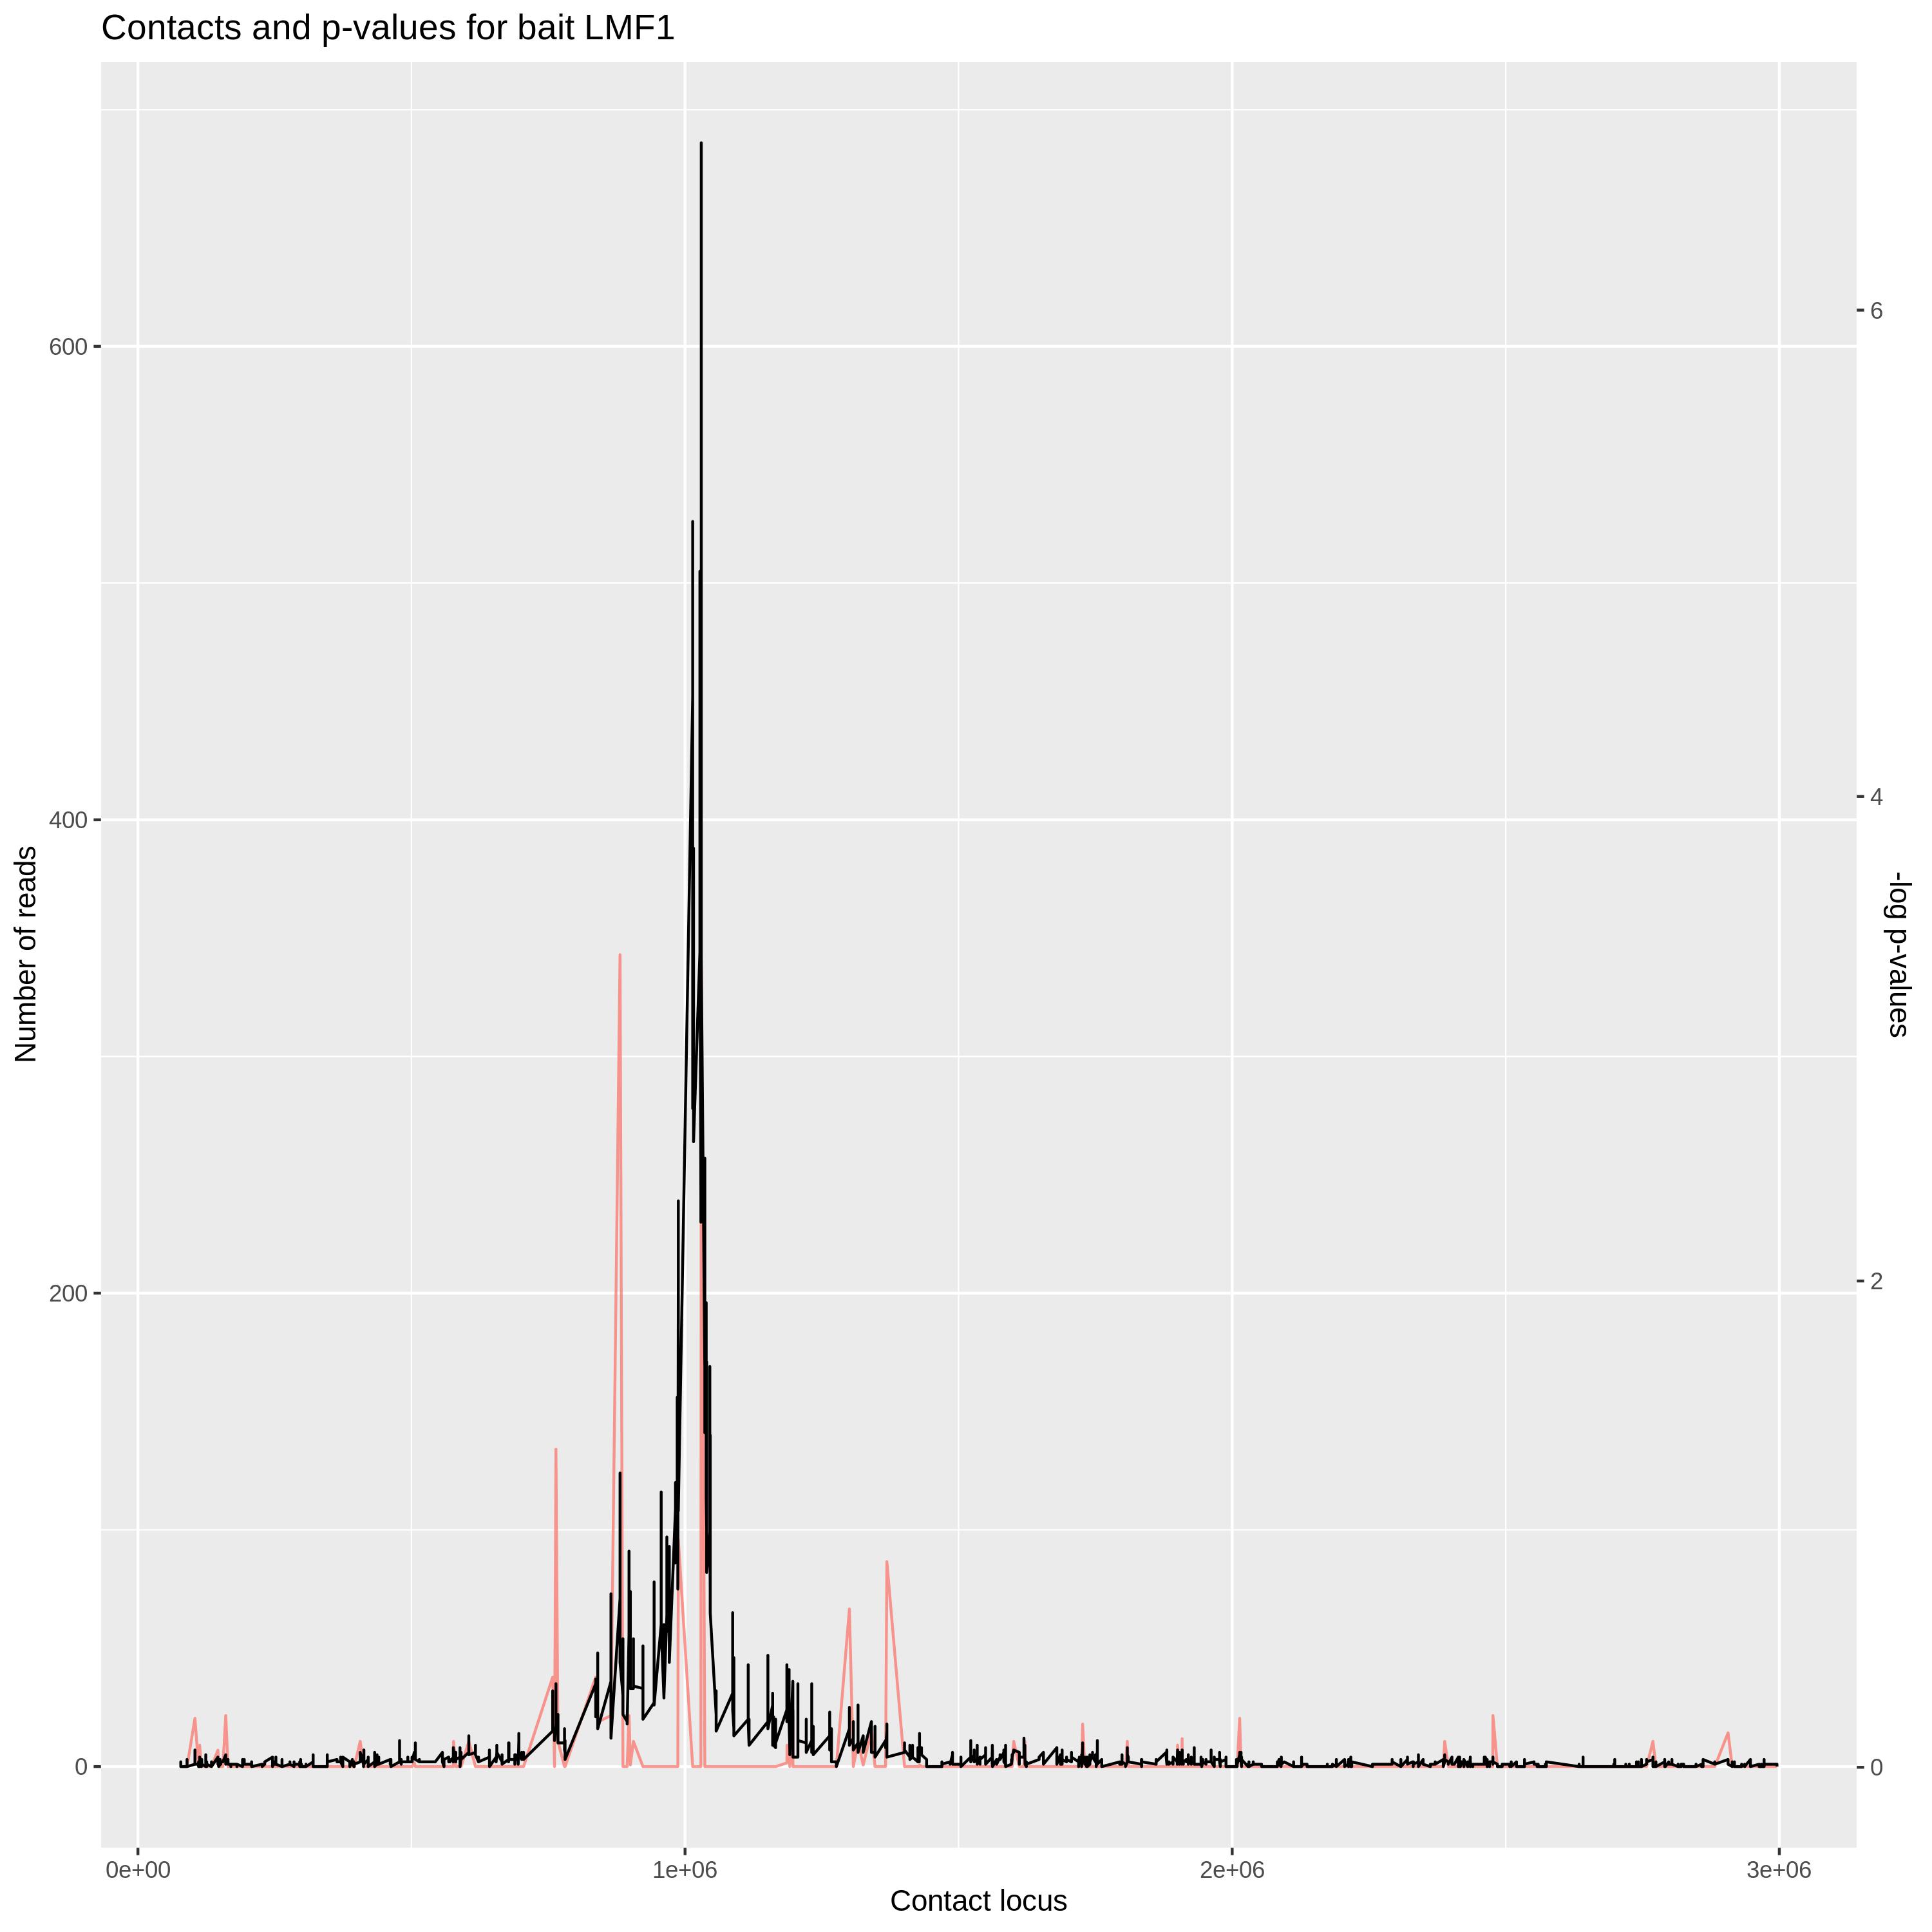 Contacts and p-values for bait LMF1
600
400
200
0
Number of reads
6
4
2
0
-log p-values
0e+00 1e+06 2e+06 3e+06
Contact locus